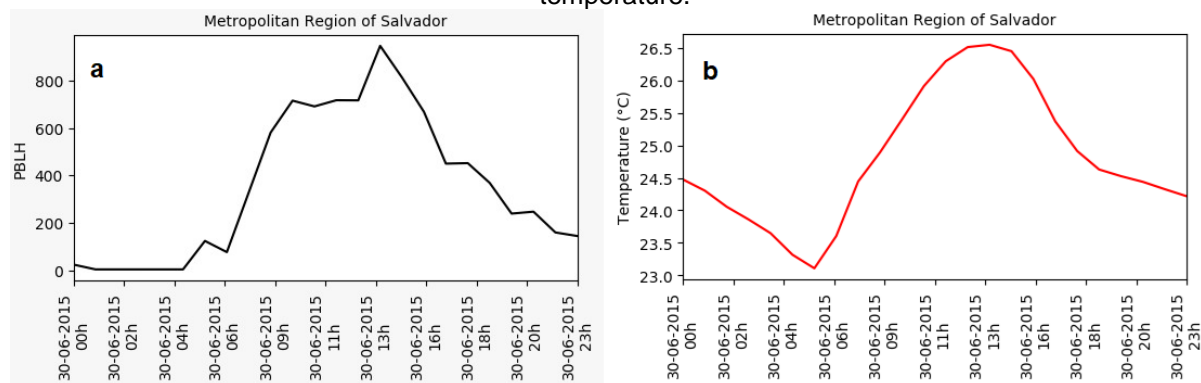 temperature.
Metropolitan Region of Salvador
a
PBLH
800
600
400
200
0
30-06-2015 00h
30-06-2015 02h
30-06-2015 04h
30-06-2015 06h
30-06-2015 09h
30-06-2015 11h
30-06-2015 13h
30-06-2015 16h
30-06-2015 18h
30-06-2015 20h
30-06-2015 23h
Metropolitan Region of Salvador
b
Temperature (°C)
26.5
26.0
25.5
25.0
24.5
24.0
23.5
23.0
30-06-2015 00h
30-06-2015 02h
30-06-2015 04h
30-06-2015 06h
30-06-2015 09h
30-06-2015 11h
30-06-2015 13h
30-06-2015 16h
30-06-2015 18h
30-06-2015 20h
30-06-2015 23h